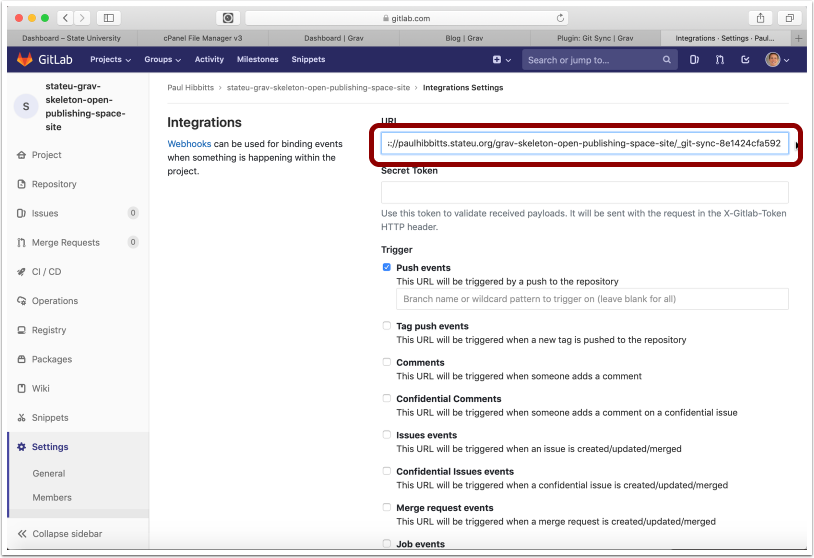 gitlab.com
Dashboard – State University
cPanel File Manager v3
Dashboard | Grav
Blog | Grav
Plugin: Git Sync | Grav
Integrations · Settings · Paul...
GitLab
Projects
Groups
Activity
Milestones
Snippets
Search or jump to...
S
stateu-grav-
skeleton-open-
publishing-space-
site
Project
Repository
Issues 0
Merge Requests 0
CI / CD
Operations
Registry
Packages
Wiki
Snippets
Settings
General
Members
Collapse sidebar
Paul Hibbitts > stateu-grav-skeleton-open-publishing-space-site > Integrations Settings
Integrations
Webhooks can be used for binding events
when something is happening within the
project.
URL
://paulhibbitts.stateu.org/grav-skeleton-open-publishing-space-site/_git-sync-8e1424cfa592
Secret Token
Use this token to validate received payloads. It will be sent with the request in the X-Gitlab-Token
HTTP header.
Trigger
Push events
This URL will be triggered by a push to the repository
Branch name or wildcard pattern to trigger on (leave blank for all)
Tag push events
This URL will be triggered when a new tag is pushed to the repository
Comments
This URL will be triggered when someone adds a comment
Confidential Comments
This URL will be triggered when someone adds a comment on a confidential issue
Issues events
This URL will be triggered when an issue is created/updated/merged
Confidential Issues events
This URL will be triggered when a confidential issue is created/updated/merged
Merge request events
This URL will be triggered when a merge request is created/updated/merged
Job events